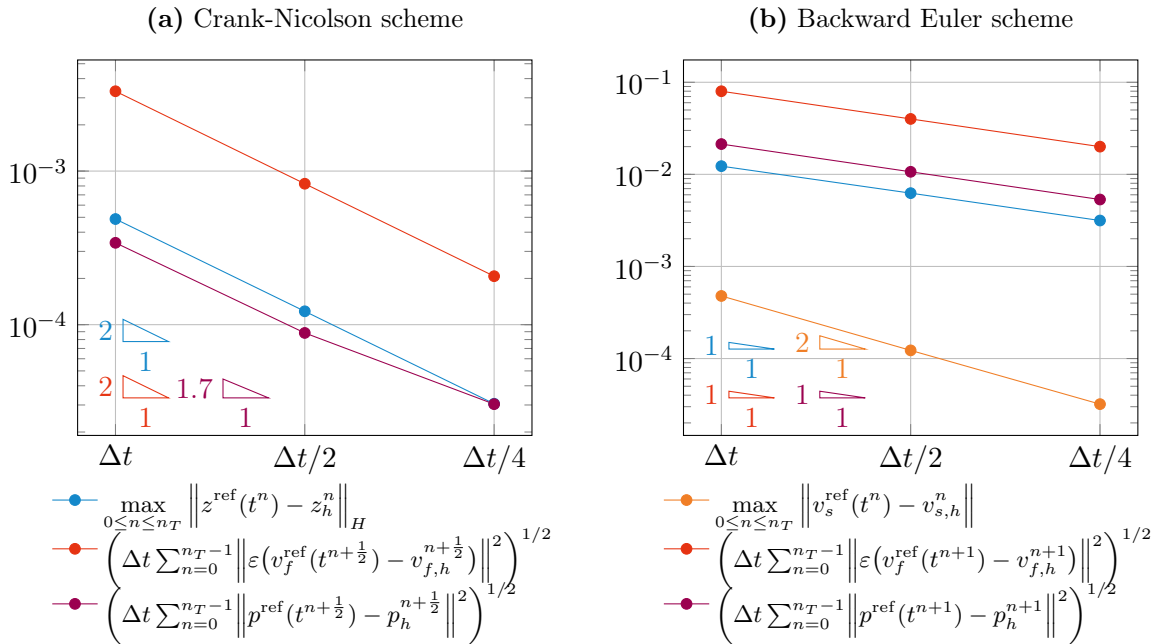 (a) Crank-Nicolson scheme
10^{-3}
10^{-4}
2
1
2
1
1.7
1
Δt Δt/2 Δt/4
max_{0≤n≤n_T} ‖z^{ref}(t^n) − z_h^n‖_H
(Δt ∑_{n=0}^{n_T−1} ‖ε(v_f^{ref}(t^{n+1/2}) − v_{f,h}^{n+1/2})‖^2)^{1/2}
(Δt ∑_{n=0}^{n_T−1} ‖p^{ref}(t^{n+1/2}) − p_h^{n+1/2}‖^2)^{1/2}
(b) Backward Euler scheme
10^{-1}
10^{-2}
10^{-3}
10^{-4}
1
1
2
1
1
1
1
1
Δt Δt/2 Δt/4
max_{0≤n≤n_T} ‖v_s^{ref}(t^n) − v_{s,h}^n‖
(Δt ∑_{n=0}^{n_T−1} ‖ε(v_f^{ref}(t^{n+1}) − v_{f,h}^{n+1})‖^2)^{1/2}
(Δt ∑_{n=0}^{n_T−1} ‖p^{ref}(t^{n+1}) − p_h^{n+1}‖^2)^{1/2}